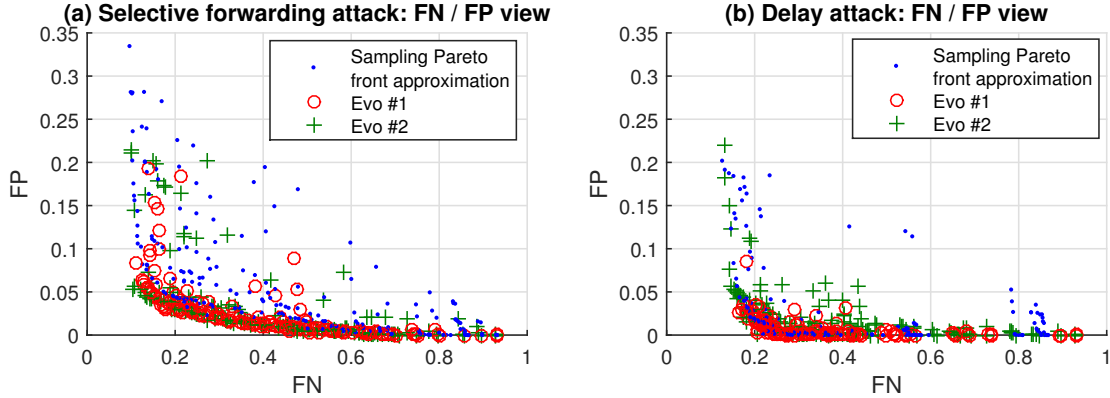 (a) Selective forwarding attack: FN / FP view
0.35
0.3
0.25
0.2
0.15
0.1
0.05
0
FP
Sampling Pareto
front approximation
Evo #1
Evo #2
0 0.2 0.4 0.6 0.8 1
FN
(b) Delay attack: FN / FP view
0.35
0.3
0.25
0.2
0.15
0.1
0.05
0
FP
Sampling Pareto
front approximation
Evo #1
Evo #2
0 0.2 0.4 0.6 0.8 1
FN